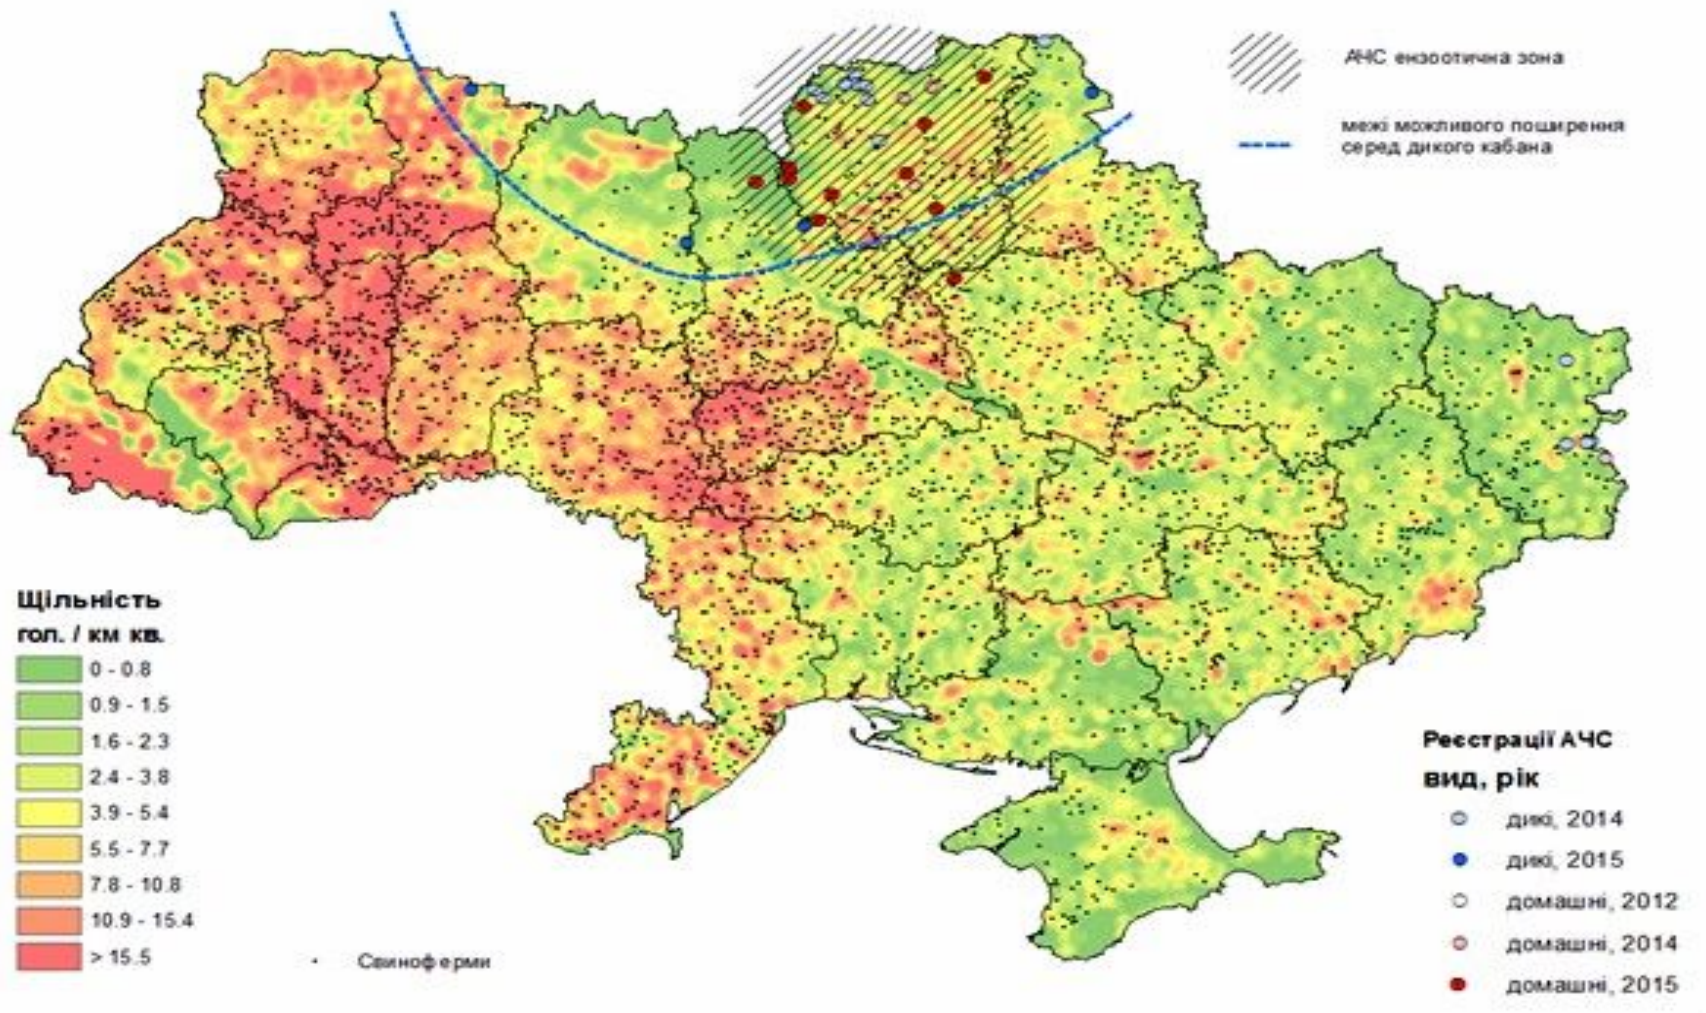 АЧС ензоотична зона
межі можливого поширення
серед дикого кабана
Щільність
гол. / км кв.
0 - 0.8
0.9 - 1.5
1.6 - 2.3
2.4 - 3.8
3.9 - 5.4
5.5 - 7.7
7.8 - 10.8
10.9 - 15.4
> 15.5
Свиноферми
Реєстрації АЧС
вид, рік
дикі, 2014
дикі, 2015
домашні, 2012
домашні, 2014
домашні, 2015